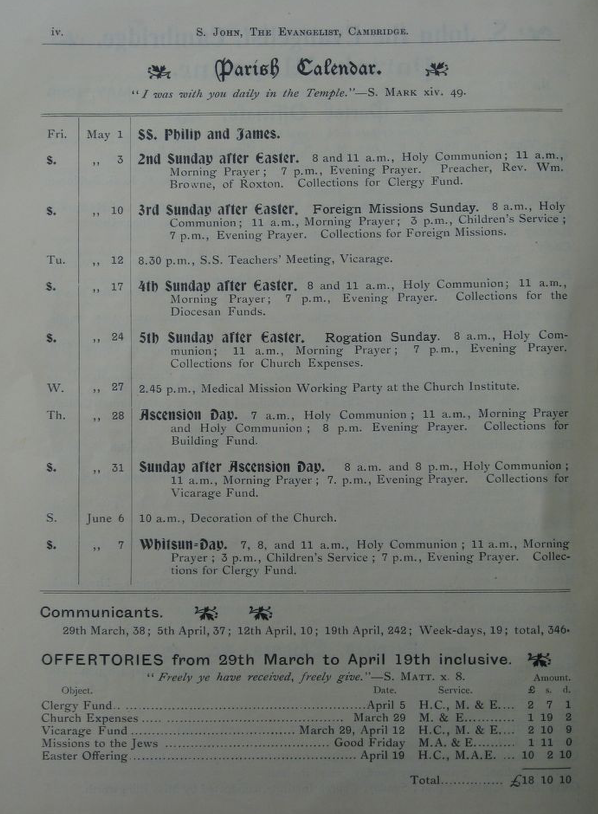 iv. S. John, The Evangelist, Cambridge.
Parish Calendar.
"I was with you daily in the Temple."—S. Mark xiv. 49.
Fri. May 1 SS. Philip and James.
S. ,, 3 2nd Sunday after Easter. 8 and 11 a.m., Holy Communion; 11 a.m.,
Morning Prayer; 7 p.m., Evening Prayer. Preacher, Rev. Wm.
Browne, of Roxton. Collections for Clergy Fund.
S. ,, 10 3rd Sunday after Easter. Foreign Missions Sunday. 8 a.m., Holy
Communion; 11 a.m., Morning Prayer; 3 p.m., Children's Service;
7 p.m., Evening Prayer. Collections for Foreign Missions.
Tu. ,, 12 8.30 p.m., S.S. Teachers' Meeting, Vicarage.
S. ,, 17 4th Sunday after Easter. 8 and 11 a.m., Holy Communion; 11 a.m.,
Morning Prayer; 7 p.m., Evening Prayer. Collections for the
Diocesan Funds.
S. ,, 24 5th Sunday after Easter. Rogation Sunday. 8 a.m., Holy Com-
munion; 11 a.m., Morning Prayer; 7 p.m., Evening Prayer.
Collections for Church Expenses.
W. ,, 27 2.45 p.m., Medical Mission Working Party at the Church Institute.
Th. ,, 28 Ascension Day. 7 a.m., Holy Communion; 11 a.m., Morning Prayer
and Holy Communion; 8 p.m. Evening Prayer. Collections for
Building Fund.
S. ,, 31 Sunday after Ascension Day. 8 a.m. and 8 p.m., Holy Communion;
11 a.m., Morning Prayer; 7. p.m., Evening Prayer. Collections for
Vicarage Fund.
S. June 6 10 a.m., Decoration of the Church.
S. ,, 7 Whitsun-Day. 7, 8, and 11 a.m., Holy Communion; 11 a.m., Morning
Prayer; 3 p.m., Children's Service; 7 p.m., Evening Prayer. Collec-
tions for Clergy Fund.
Communicants.
29th March, 38; 5th April, 37; 12th April, 10; 19th April, 242; Week-days, 19; total, 346.
OFFERTORIES from 29th March to April 19th inclusive.
"Freely ye have received, freely give."—S. Matt. x. 8. Amount.
Object. Date. Service. £ s. d.
Clergy Fund.. April 5 H.C., M. & E.... 2 7 1
Church Expenses ..... March 29 M. & E.......... 1 19 2
Vicarage Fund ..... March 29, April 12 H.C., M. & E.... 2 10 9
Missions to the Jews ..... Good Friday M.A. & E......... 1 11 0
Easter Offering..... April 19 H.C., M.A.E. ... 10 2 10
Total............... £18 10 10